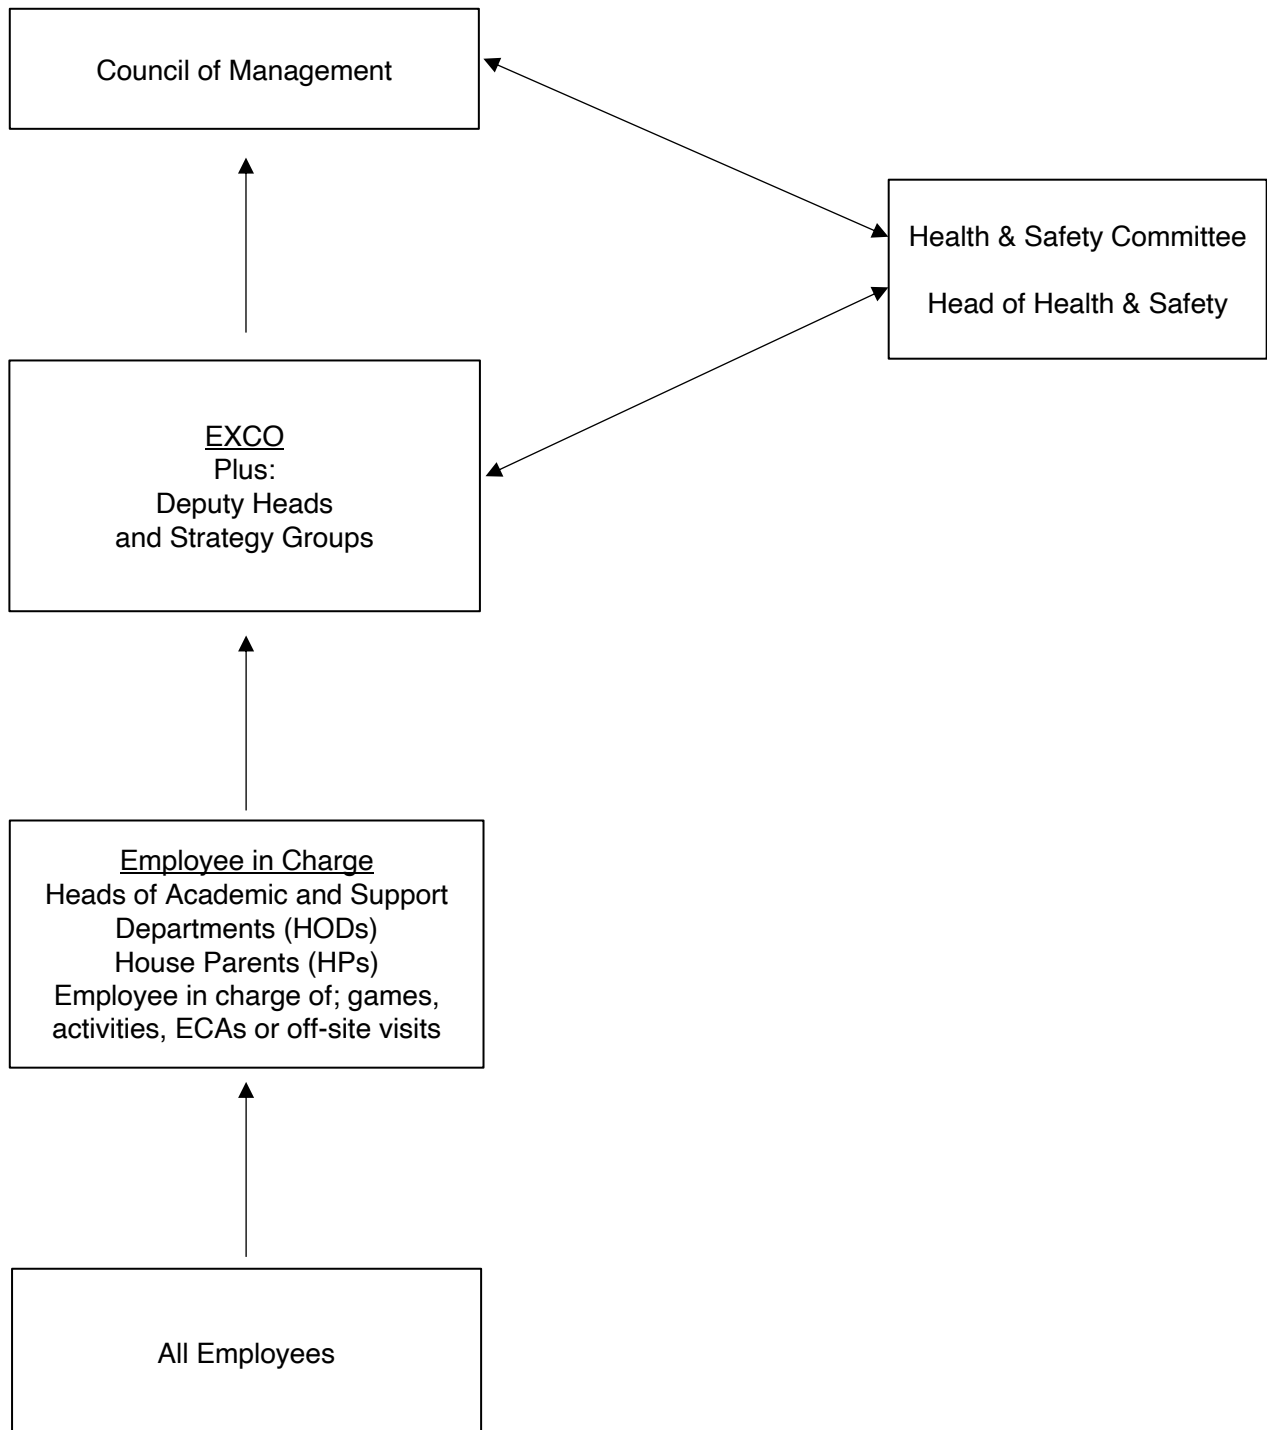 Council of Management
Health & Safety Committee
Head of Health & Safety
EXCO
Plus:
Deputy Heads
and Strategy Groups
Employee in Charge
Heads of Academic and Support
Departments (HODs)
House Parents (HPs)
Employee in charge of; games,
activities, ECAs or off-site visits
All Employees